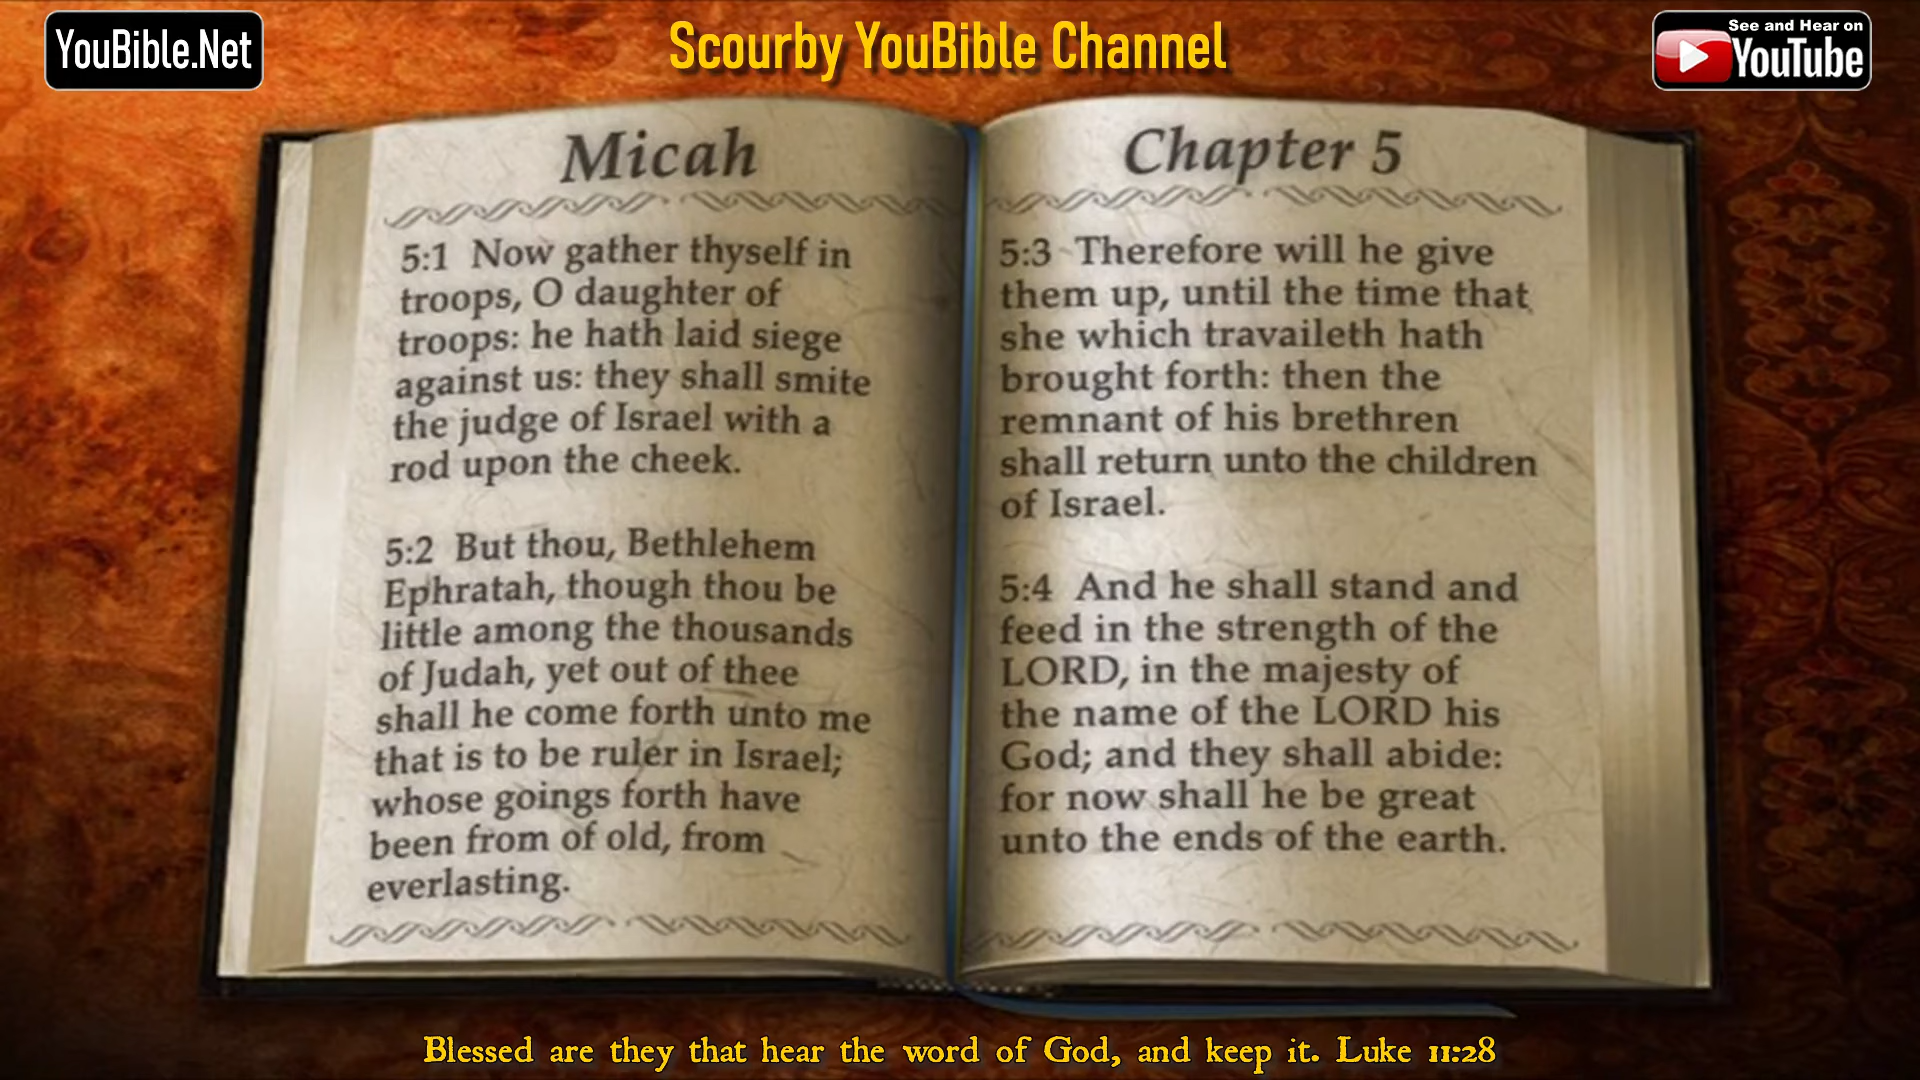 YouBible.Net
Scourby YouBible Channel
See and Hear on
YouTube
Micah
5:1 Now gather thyself in
troops, O daughter of
troops: he hath laid siege
against us: they shall smite
the judge of Israel with a
rod upon the cheek.
5:2 But thou, Bethlehem
Ephratah, though thou be
little among the thousands
of Judah, yet out of thee
shall he come forth unto me
that is to be ruler in Israel;
whose goings forth have
been from of old, from
everlasting.
Chapter 5
5:3 Therefore will he give
them up, until the time that
she which travaileth hath
brought forth: then the
remnant of his brethren
shall return unto the children
of Israel.
5:4 And he shall stand and
feed in the strength of the
LORD, in the majesty of
the name of the LORD his
God; and they shall abide:
for now shall he be great
unto the ends of the earth.
Blessed are they that hear the word of God, and keep it. Luke 11:28